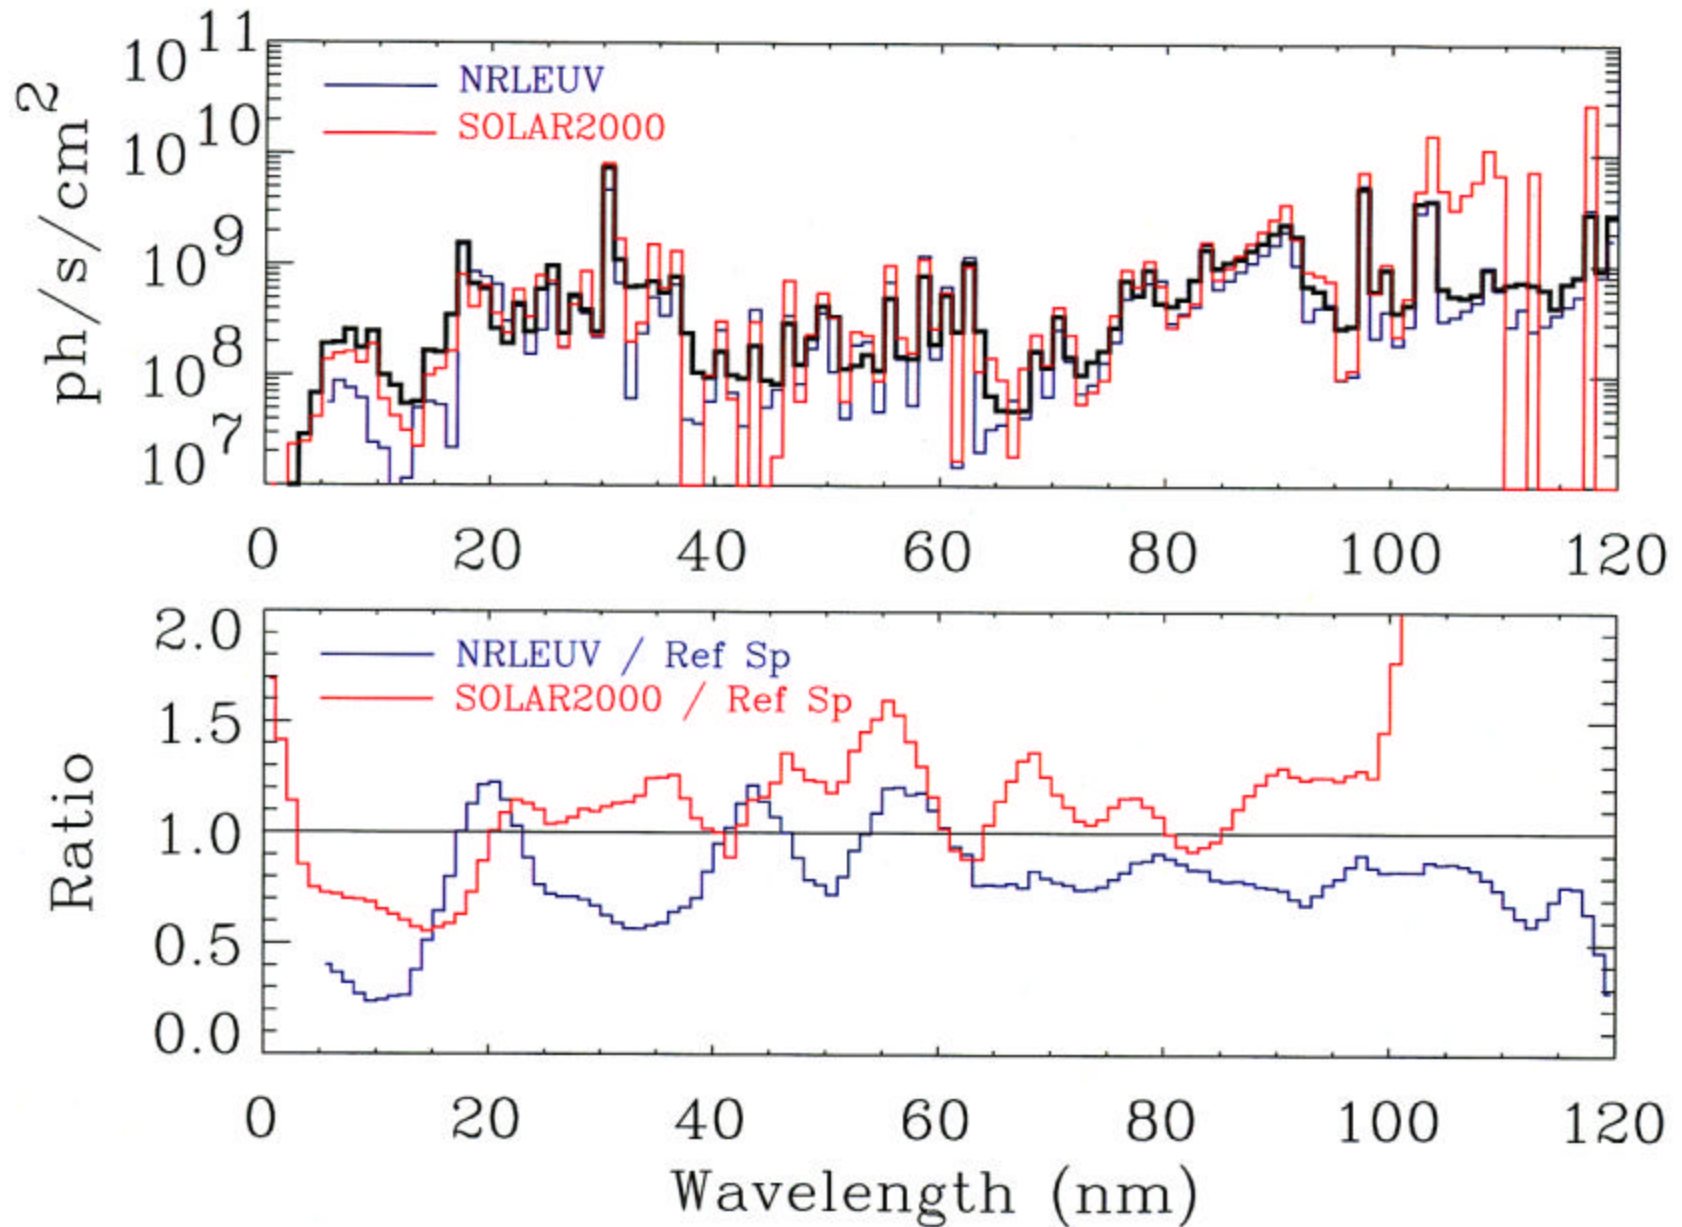 10^11
10^10
10^9
10^8
10^7
ph/s/cm^2
NRLEUV
SOLAR2000
0 20 40 60 80 100 120
2.0
1.5
1.0
0.5
0.0
Ratio
NRLEUV / Ref Sp
SOLAR2000 / Ref Sp
0 20 40 60 80 100 120
Wavelength (nm)